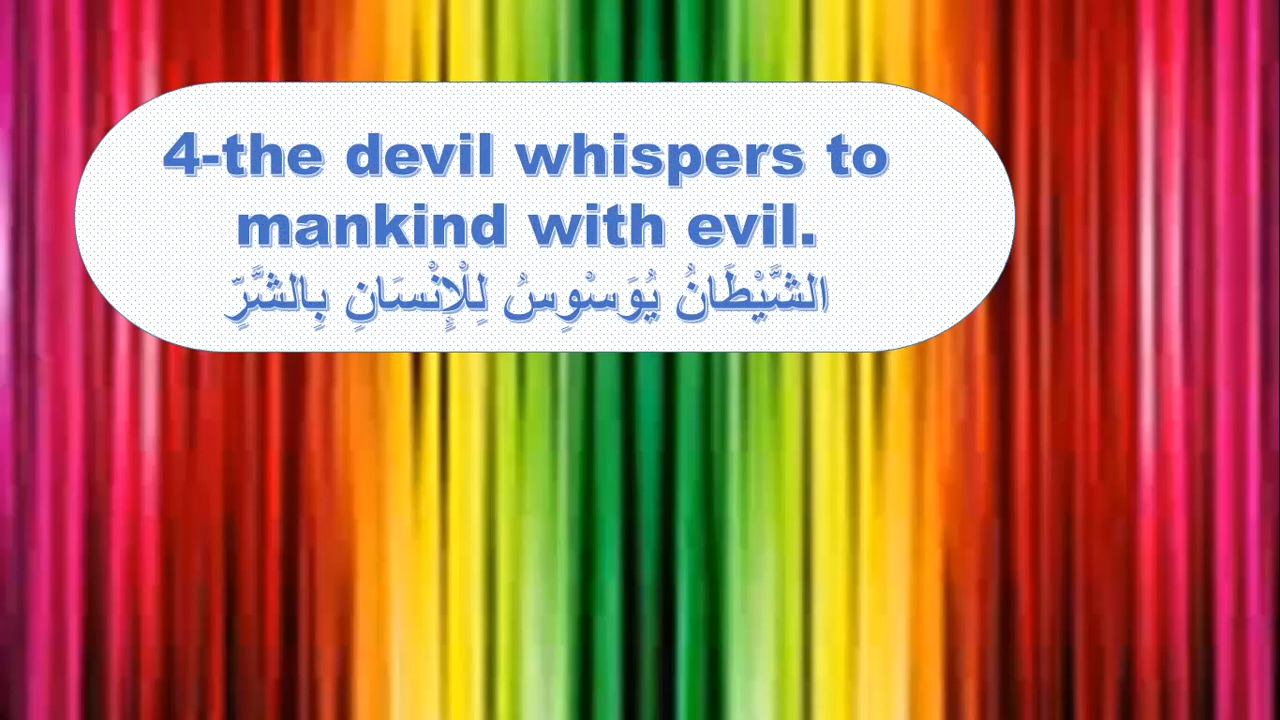 4-the devil whispers to
mankind with evil.
الشَّيْطَانُ يُوَسْوِسُ لِلْإِنْسَانِ بِالشَّرِّ